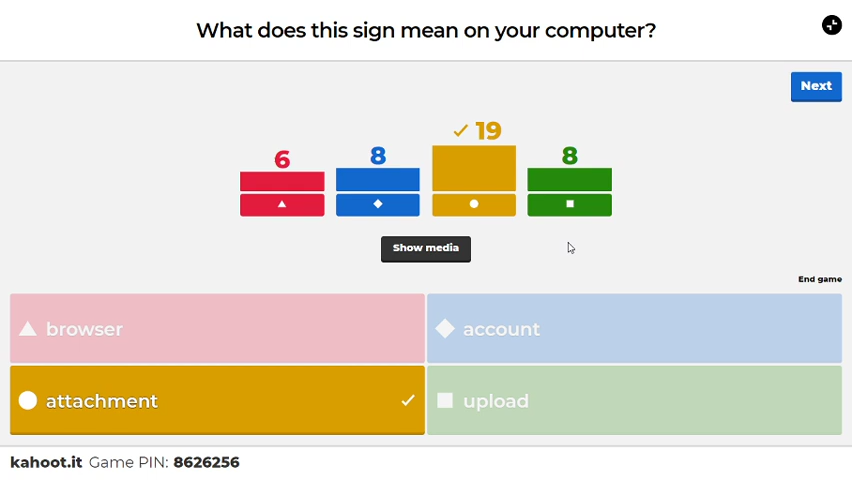 What does this sign mean on your computer?
Next
6
8
19
8
Show media
End game
browser
account
attachment
upload
kahoot.it Game PIN: 8626256